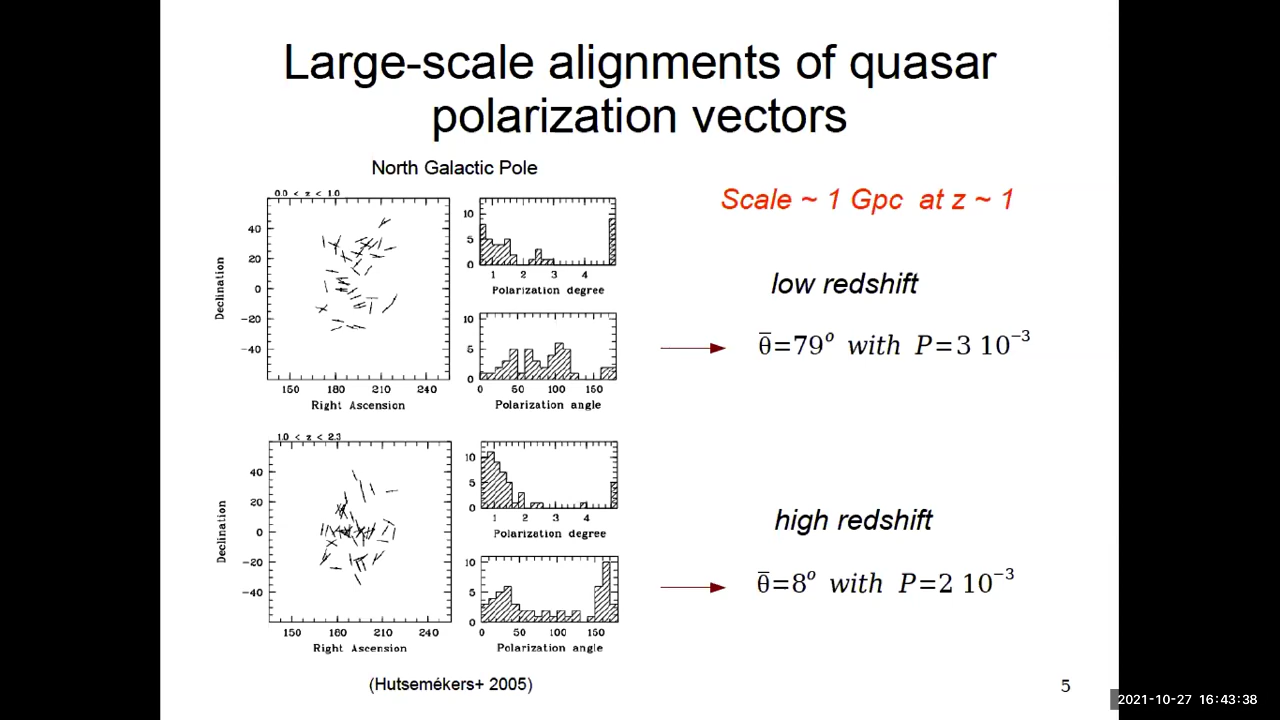 Large-scale alignments of quasar
polarization vectors
North Galactic Pole
Scale ~ 1 Gpc at z ~ 1
0.0 < z < 1.0
40
20
0
−20
−40
Declination
150 180 210 240
Right Ascension
10
5
0
1 2 3 4
Polarization degree
10
5
0
0 50 100 150
Polarization angle
low redshift
θ̄=79° with P=3 10⁻³
1.0 < z < 2.3
40
20
0
−20
−40
Declination
150 180 210 240
Right Ascension
10
5
0
1 2 3 4
Polarization degree
10
5
0
0 50 100 150
Polarization angle
high redshift
θ̄=8° with P=2 10⁻³
(Hutsemékers+ 2005)
5
2021-10-27 16:43:38